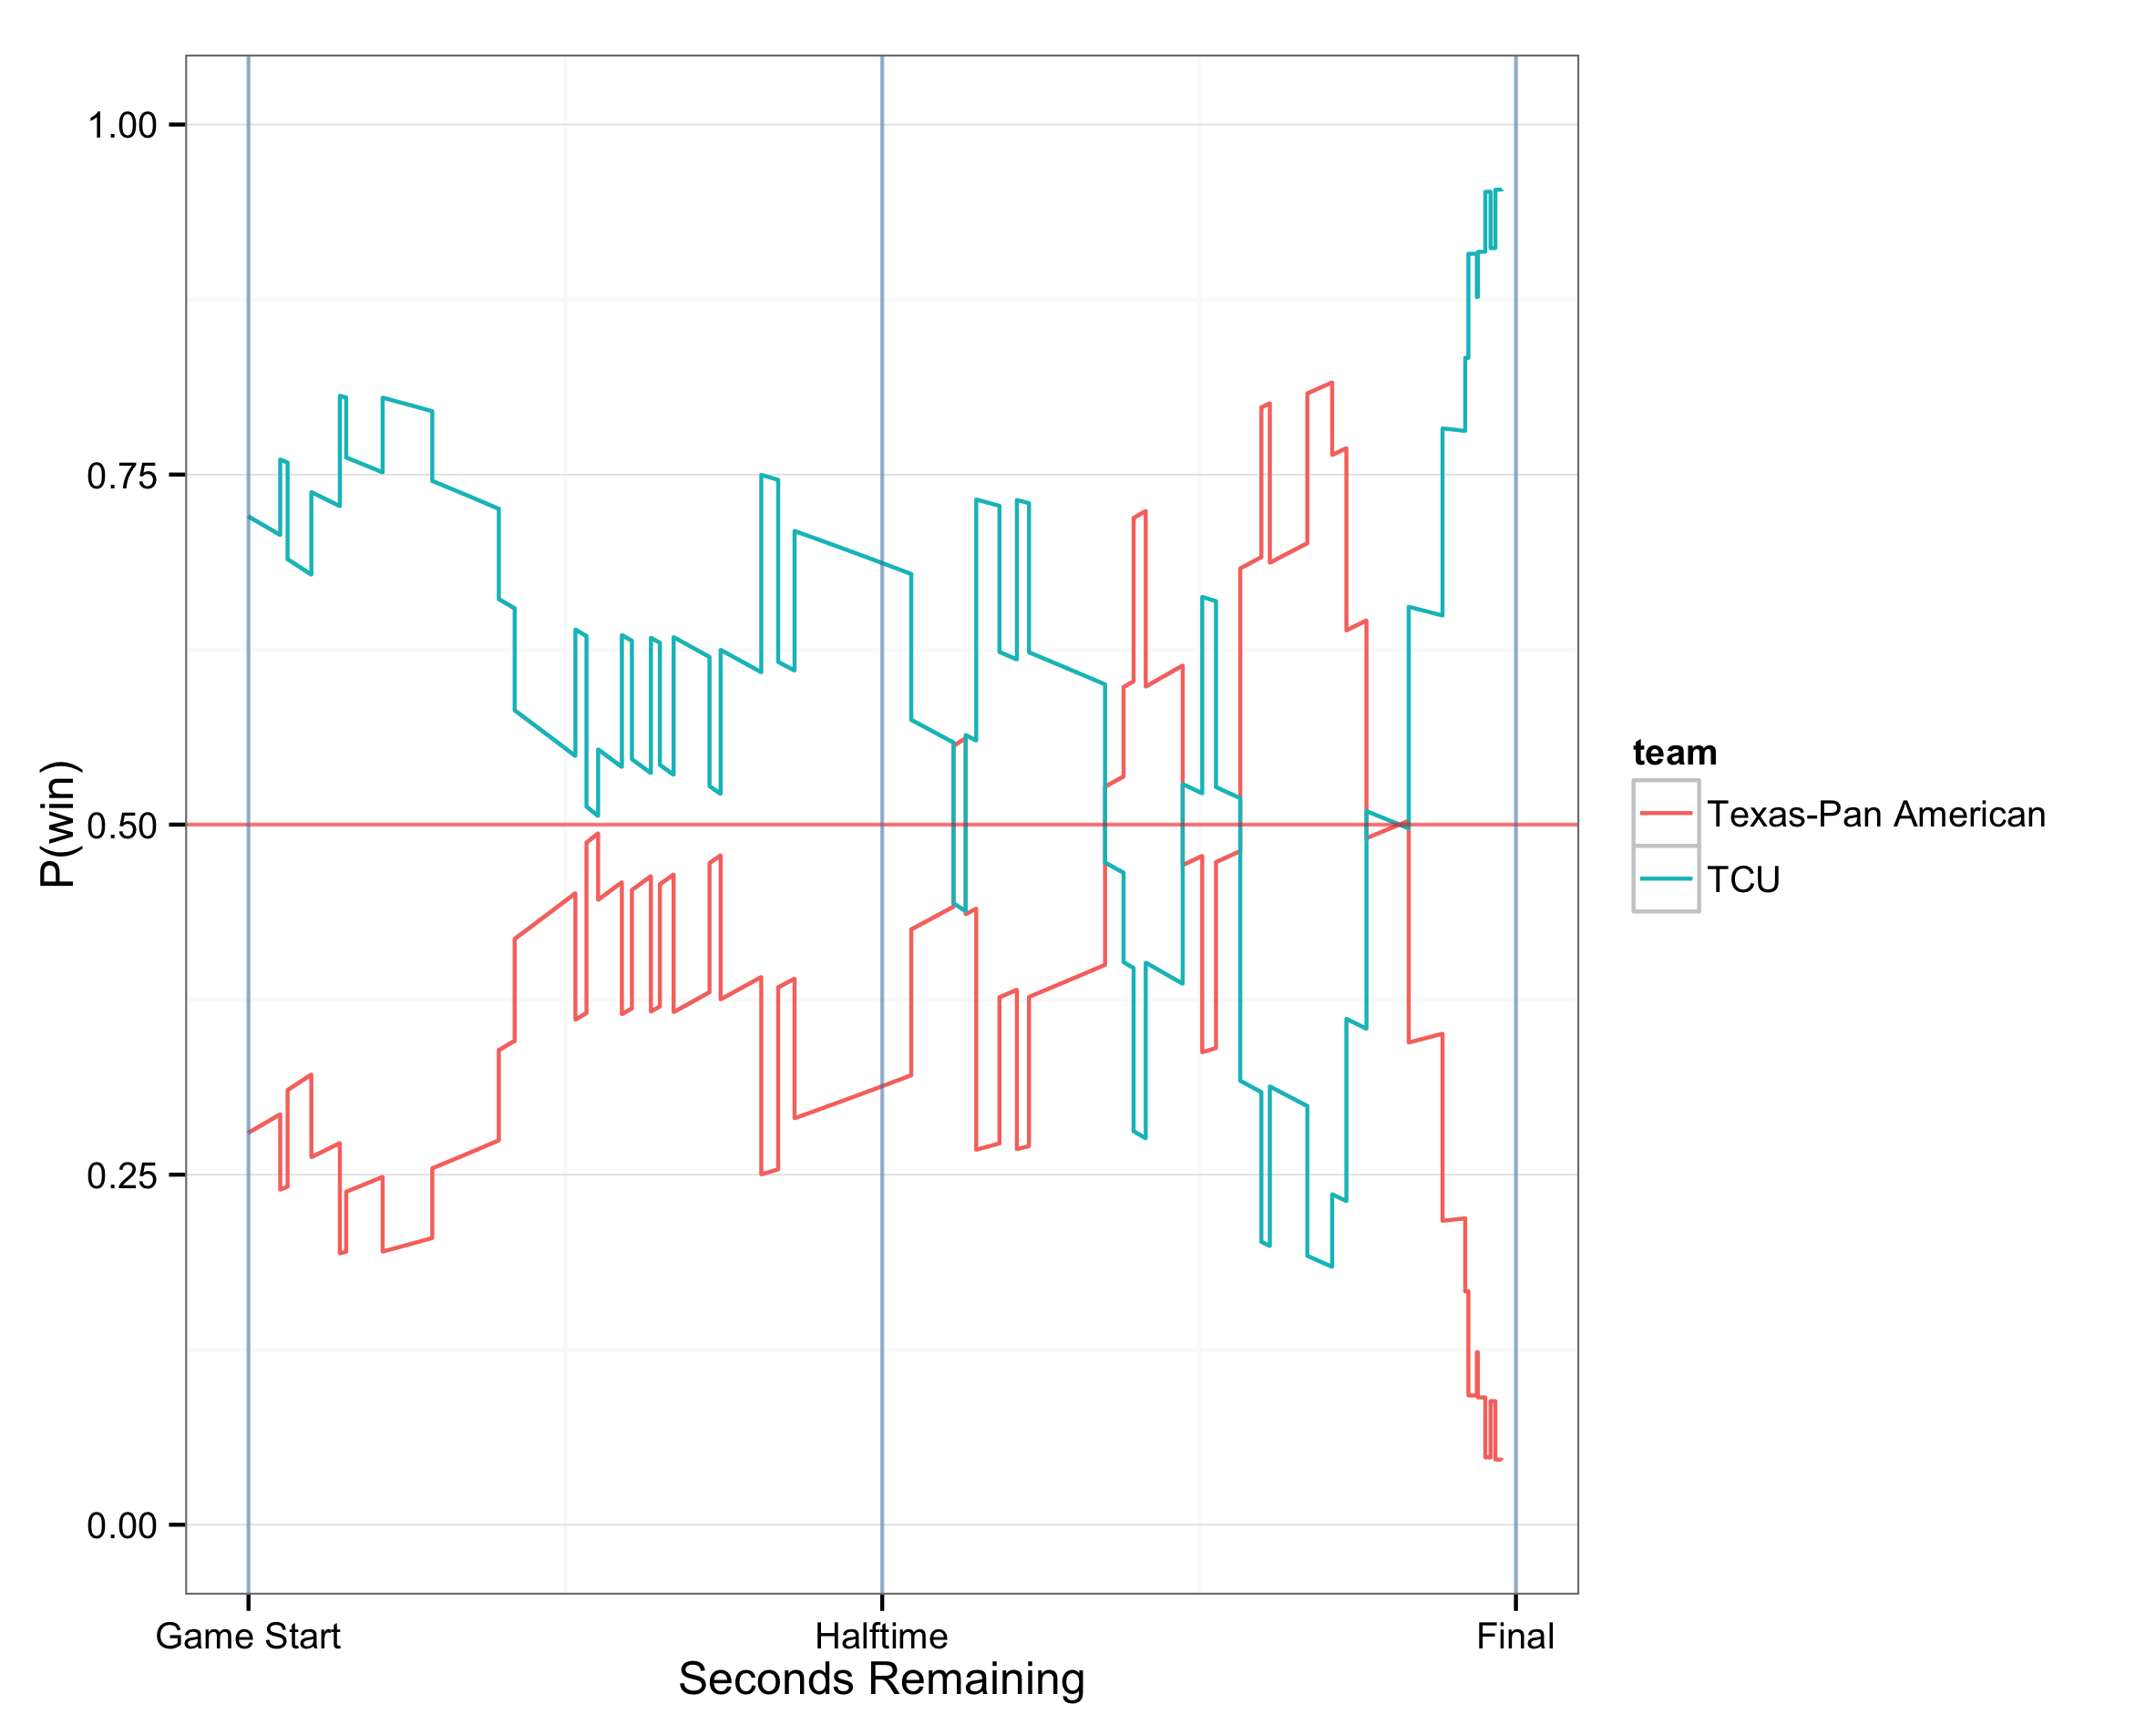 P(win)
1.00
0.75
0.50
0.25
0.00
Game Start
Halftime
Final
Seconds Remaining
team
Texas-Pan American
TCU